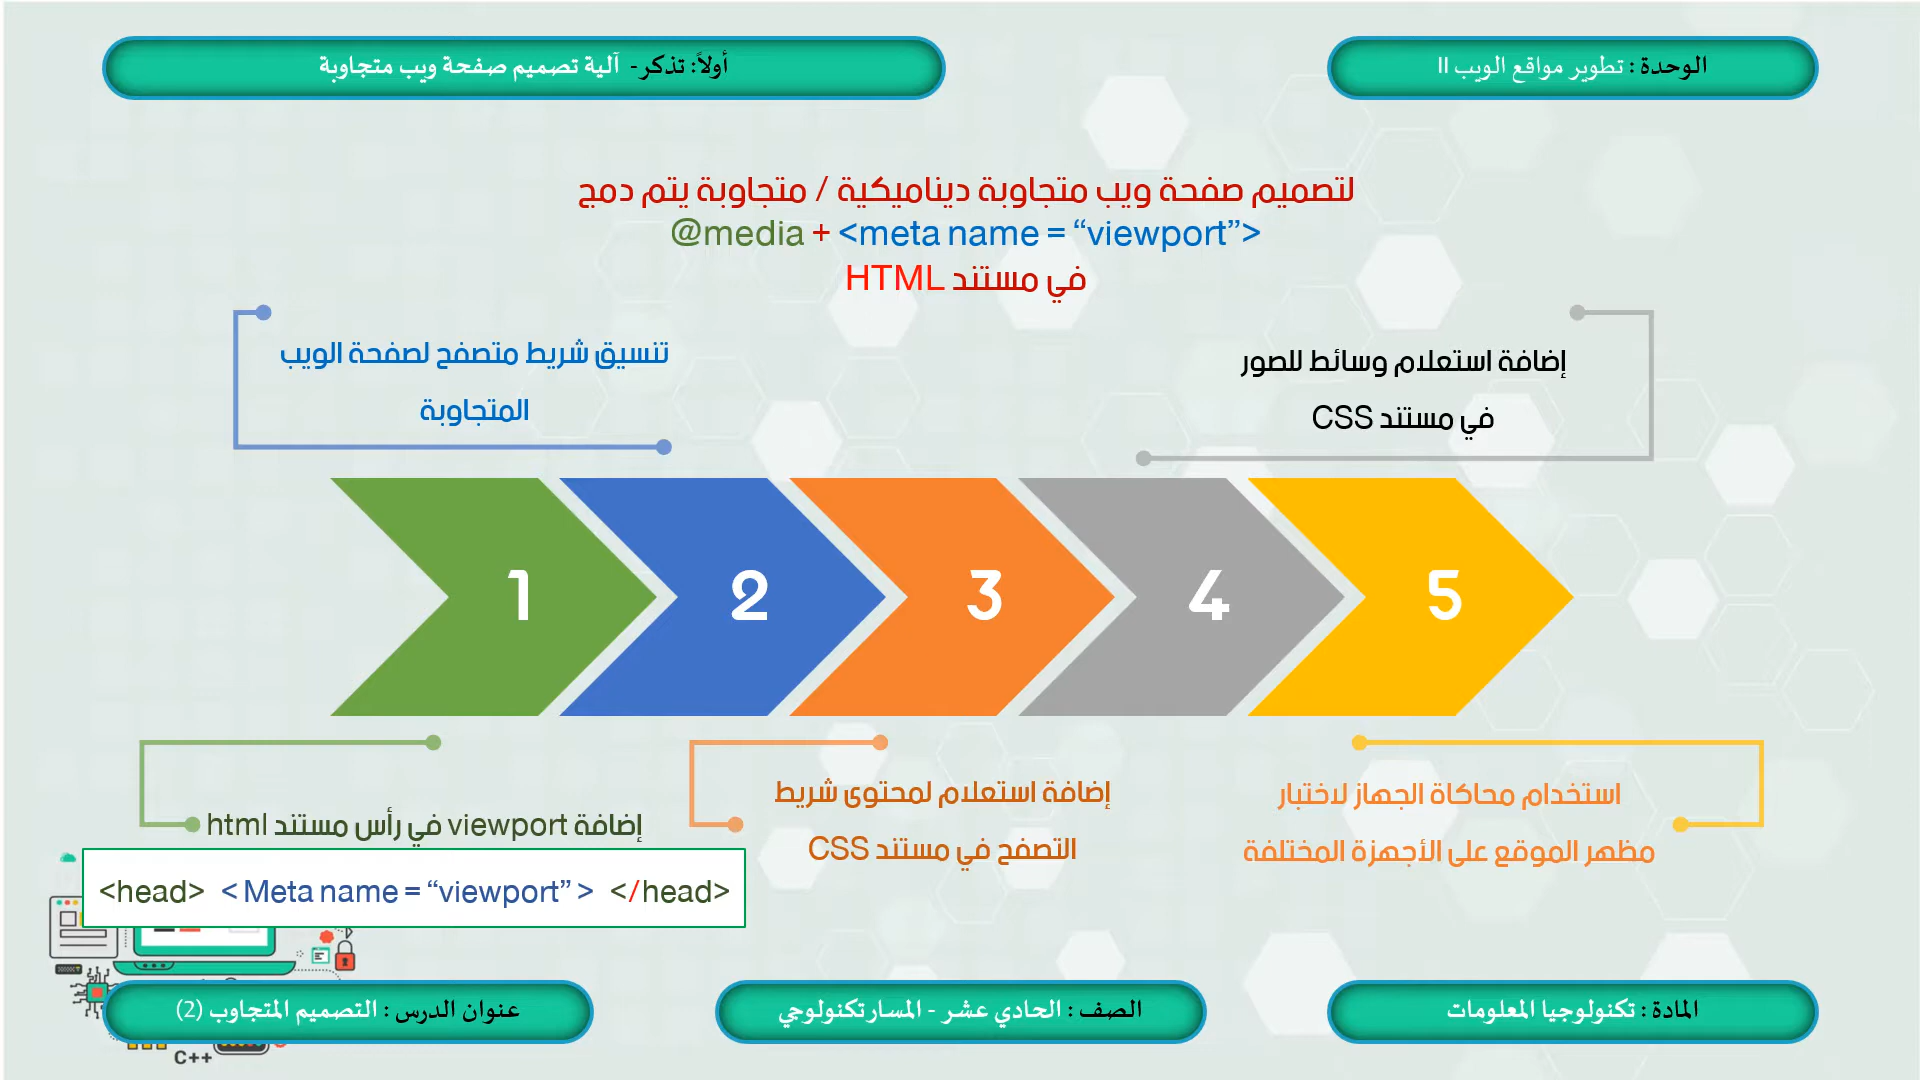 الوحدة : تطوير مواقع الويب II
أولاً: تذكر- آلية تصميم صفحة ويب متجاوبة
لتصميم صفحة ويب متجاوبة ديناميكية / متجاوبة يتم دمج
@media + <meta name = “viewport”>
في مستند HTML
تنسيق شريط متصفح لصفحة الويب
المتجاوبة
إضافة استعلام وسائط للصور
في مستند CSS
1
2
3
4
5
إضافة viewport في رأس مستند html
<head> < Meta name = “viewport” > </head>
إضافة استعلام لمحتوى شريط
التصفح في مستند CSS
استخدام محاكاة الجهاز لاختبار
مظهر الموقع على الأجهزة المختلفة
المادة : تكنولوجيا المعلومات
الصف : الحادي عشر - المسار تكنولوجي
عنوان الدرس : التصميم المتجاوب (2)
C++